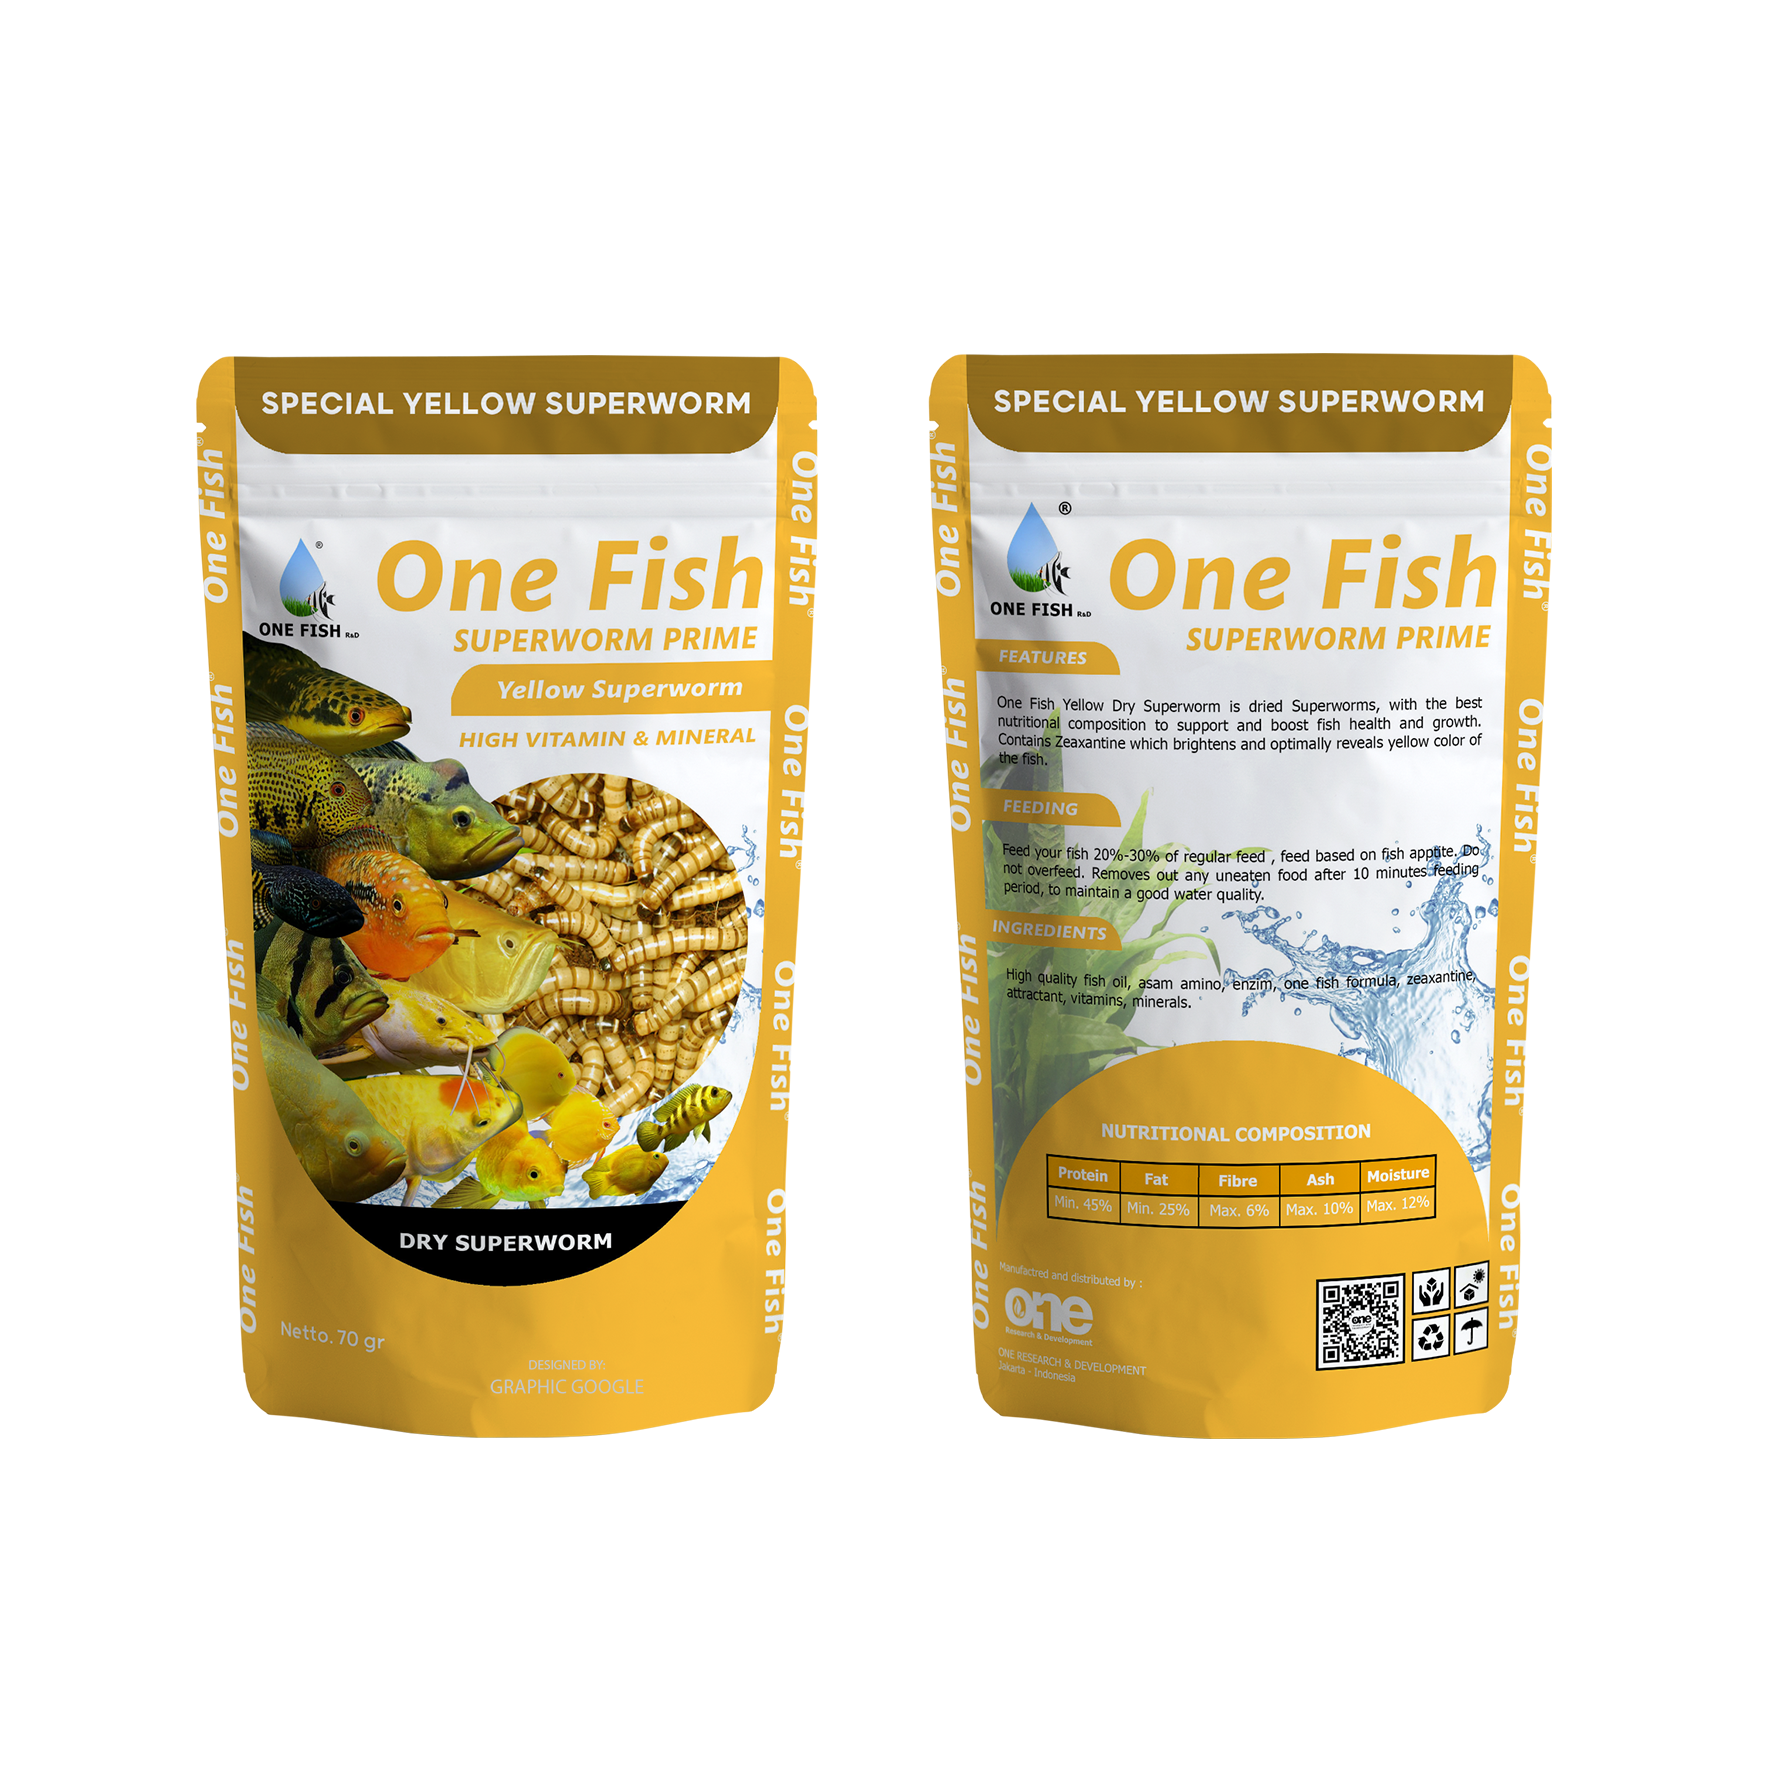 SPECIAL YELLOW SUPERWORM
®
ONE FISH R&D
One Fish
SUPERWORM PRIME
Yellow Superworm
HIGH VITAMIN & MINERAL
DRY SUPERWORM
Netto. 70 gr
DESIGNED BY:
GRAPHIC GOOGLE
One Fish®
One Fish®
One Fish®
One Fish
One Fish®
One Fish®
One Fish®
One Fish
SPECIAL YELLOW SUPERWORM
®
ONE FISH R&D
One Fish
SUPERWORM PRIME
FEATURES
One Fish Yellow Dry Superworm is dried Superworms, with the best
nutritional composition to support and boost fish health and growth.
Contains Zeaxantine which brightens and optimally reveals yellow color of
the fish.
FEEDING
Feed your fish 20%-30% of regular feed , feed based on fish apptite. Do
not overfeed. Removes out any uneaten food after 10 minutes feeding
period, to maintain a good water quality.
INGREDIENTS
High quality fish oil, asam amino, enzim, one fish formula, zeaxantine,
attractant, vitamins, minerals.
NUTRITIONAL COMPOSITION
Protein Fat Fibre Ash Moisture
Min. 45% Min. 25% Max. 6% Max. 10% Max. 12%
Manufactred and distributed by :
one
Research & Development
ONE RESEARCH & DEVELOPMENT
Jakarta - Indonesia
one
One Fish®
One Fish®
One Fish
One Fish
One Fish®
One Fish
One Fish®
One Fish®